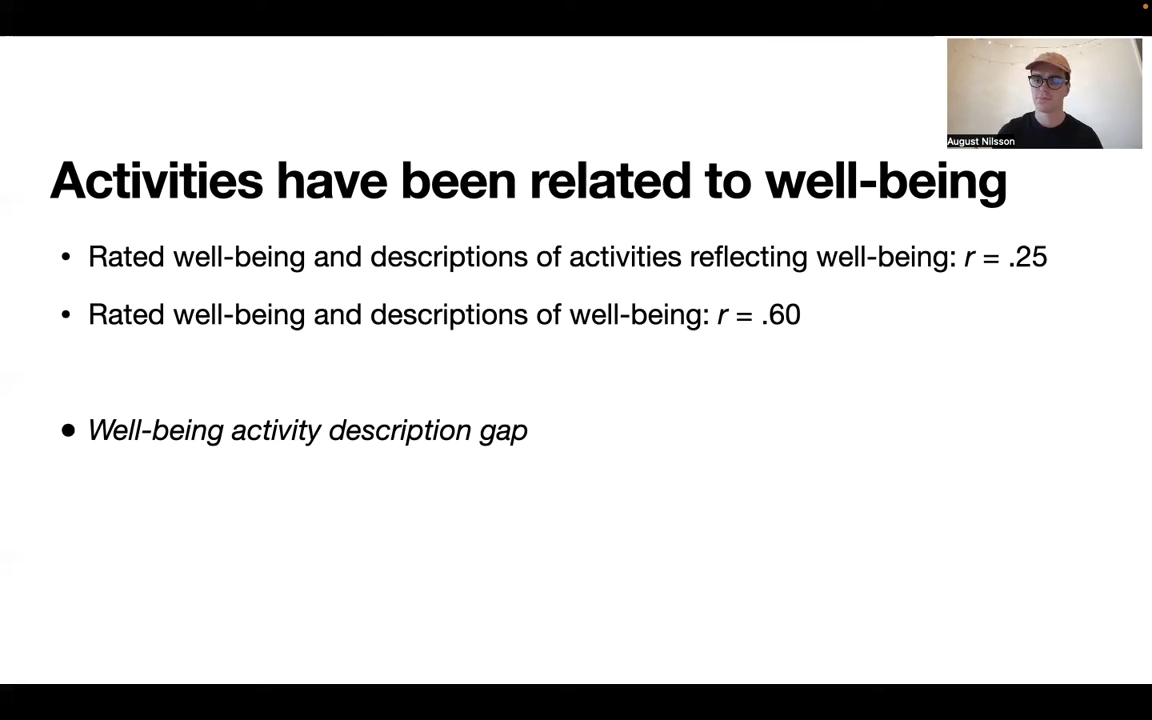 August Nilsson
Activities have been related to well-being
• Rated well-being and descriptions of activities reflecting well-being: r = .25
• Rated well-being and descriptions of well-being: r = .60
• Well-being activity description gap